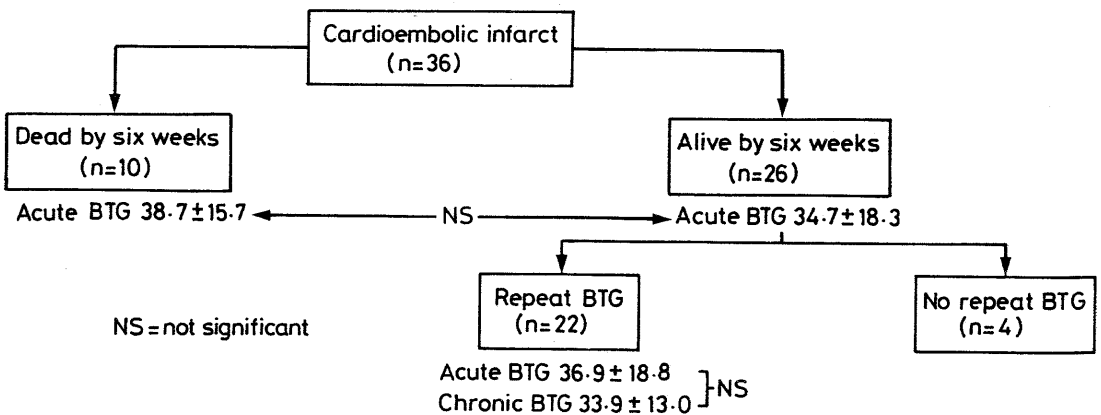 Cardioembolic infarct
(n=36)
Dead by six weeks
(n=10)
Alive by six weeks
(n=26)
Acute BTG 38·7±15·7
NS
Acute BTG 34·7±18·3
Repeat BTG
(n=22)
No repeat BTG
(n=4)
NS=not significant
Acute BTG 36·9±18·8
Chronic BTG 33·9±13·0
NS